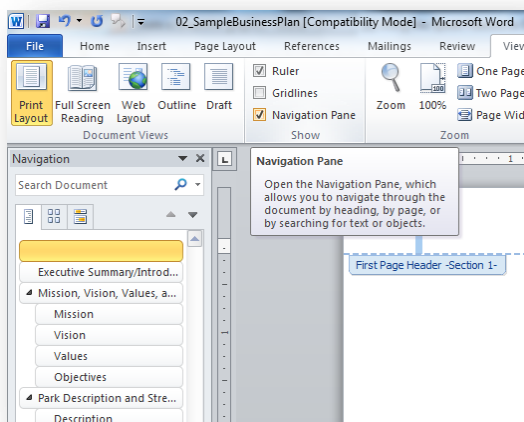 02_SampleBusinessPlan [Compatibility Mode] - Microsoft Word
File Home Insert Page Layout References Mailings Review View
Print Layout
Full Screen Reading
Web Layout
Outline
Draft
Document Views
Ruler
Gridlines
Navigation Pane
Show
Zoom
100%
One Page
Two Page
Page Wid
Zoom
Navigation
Search Document
Navigation Pane
Open the Navigation Pane, which
allows you to navigate through the
document by heading, by page, or
by searching for text or objects.
Executive Summary/Introd...
Mission, Vision, Values, a...
Mission
Vision
Values
Objectives
Park Description and Stre...
Description
First Page Header -Section 1-
1